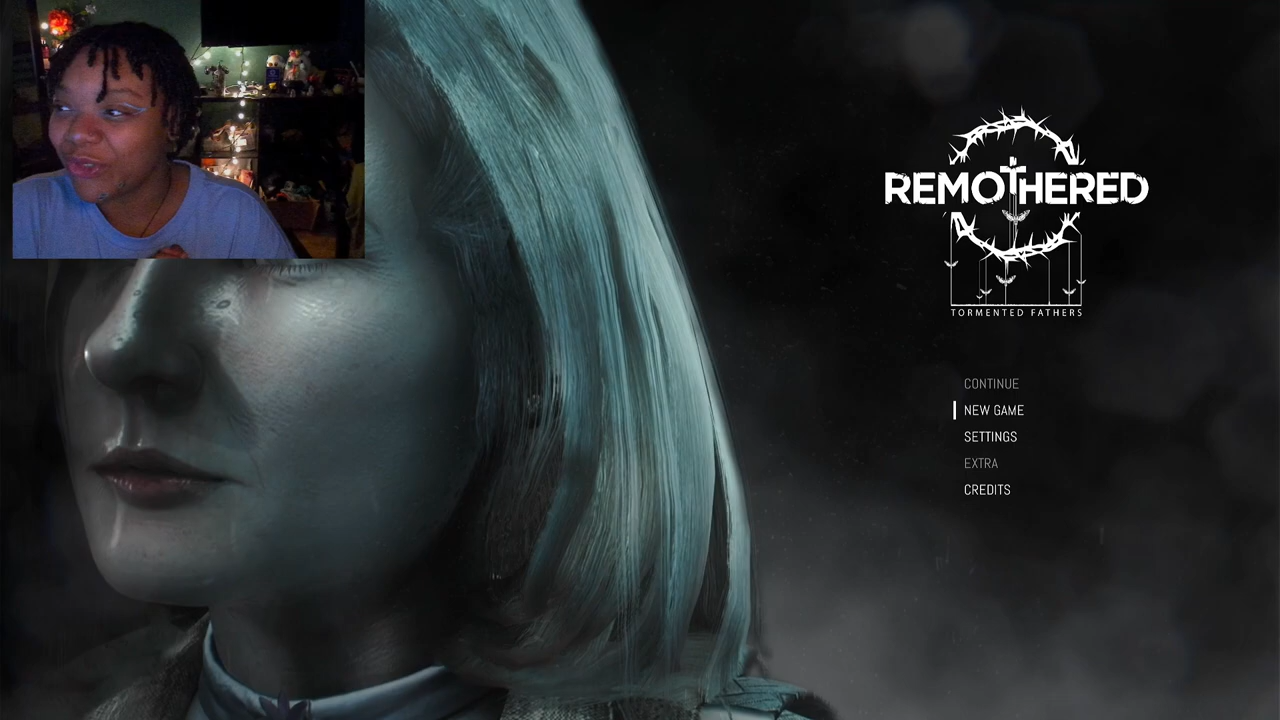 REMOTHERED
TORMENTED FATHERS
CONTINUE
NEW GAME
SETTINGS
EXTRA
CREDITS